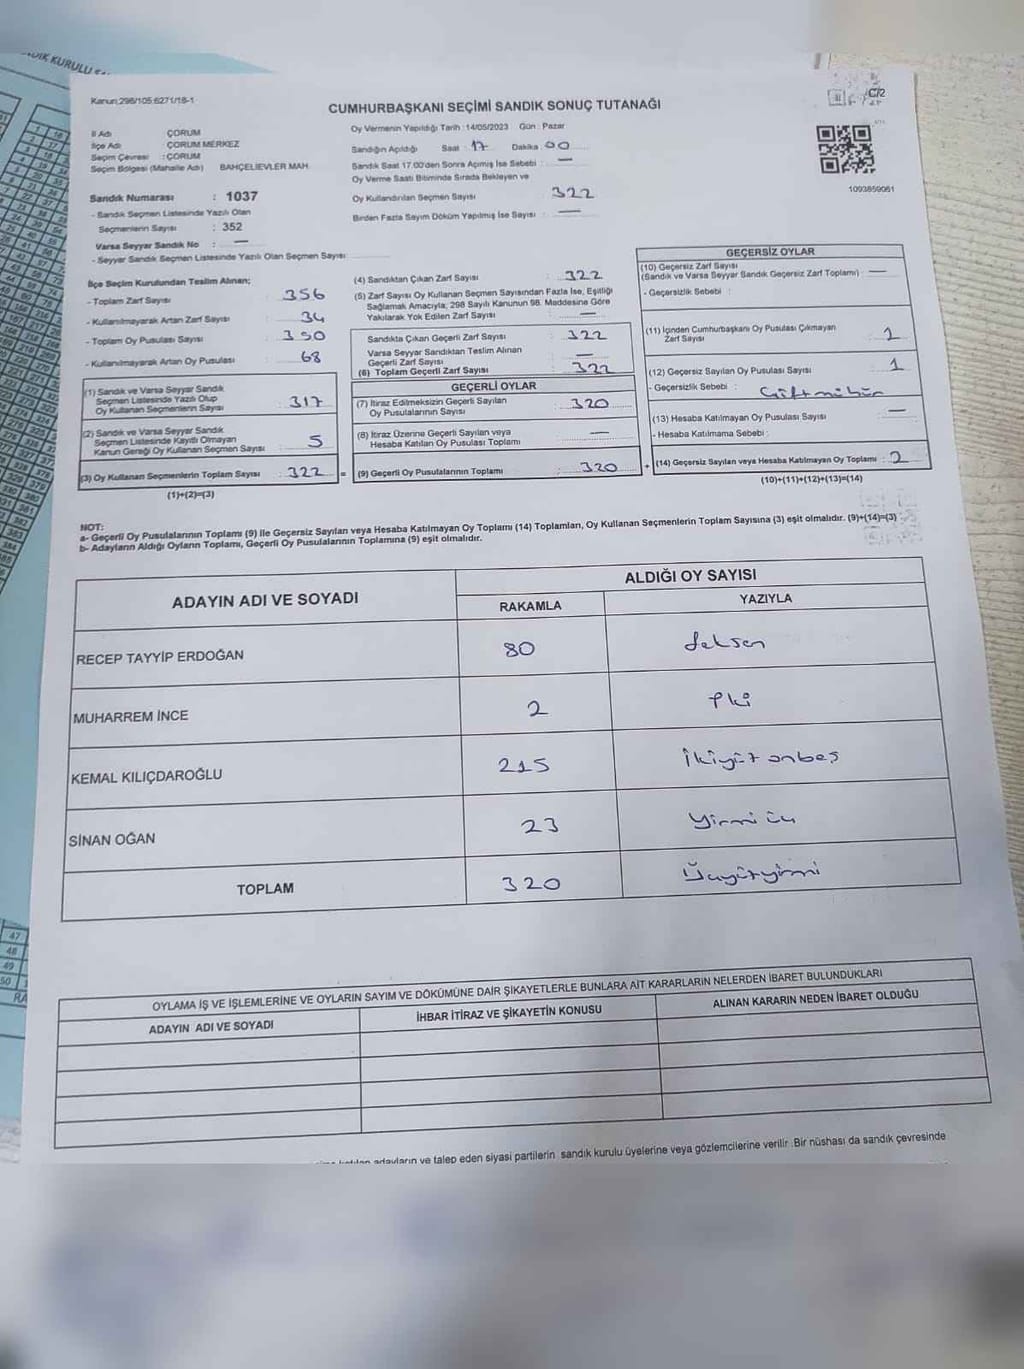 DIK KURULU
Kanun:298/105:6271/18-1
C/2
CUMHURBAŞKANI SEÇİMİ SANDIK SONUÇ TUTANAĞI
İl Adı ÇORUM
İlçe Adı ÇORUM MERKEZ
Seçim Çevresi : ÇORUM
Seçim Bölgesi (Mahalle Adı) BAHÇELİEVLER MAH.
Oy Vermenin Yapıldığı Tarih :14/05/2023 Gün : Pazar
Sandığın Açıldığı Saat : 17 Dakika : 00
Sandık Saat 17.00'den Sonra Açımış İse Sebebi : —
Oy Verme Saati Bitiminde Sırada Bekleyen ve
Oy Kullandırılan Seçmen Sayısı : 322
Birden Fazla Sayım Döküm Yapılmış İse Sayısı : —
1093859061
Sandık Numarası : 1037
- Sandık Seçmen Listesinde Yazılı Olan
Seçmenlerin Sayısı : 352
Varsa Seyyar Sandık No : —
- Seyyar Sandık Seçmen Listesinde Yazılı Olan Seçmen Sayısı:
İlçe Seçim Kurulundan Teslim Alınan;
- Toplam Zarf Sayısı : 356
- Kullanılmayarak Artan Zarf Sayısı : 34
- Toplam Oy Pusulası Sayısı : 350
- Kullanılmayarak Artan Oy Pusulası : 68
(1) Sandık ve Varsa Seyyar Sandık
Seçmen Listesinde Yazılı Olup
Oy Kullanan Seçmenlerin Sayısı : 317
(2) Sandık ve Varsa Seyyar Sandık
Seçmen Listesinde Kayıtlı Olmayan
Kanun Gereği Oy Kullanan Seçmen Sayısı : 5
(3) Oy Kullanan Seçmenlerin Toplam Sayısı : 322 =
(1)+(2)=(3)
(4) Sandıktan Çıkan Zarf Sayısı : 322
(5) Zarf Sayısı Oy Kullanan Seçmen Sayısından Fazla İse, Eşitliği
Sağlamak Amacıyla; 298 Sayılı Kanunun 98. Maddesine Göre
Yakılarak Yok Edilen Zarf Sayısı : —
Sandıkta Çıkan Geçerli Zarf Sayısı : 322
Varsa Seyyar Sandıktan Teslim Alınan
Geçerli Zarf Sayısı : —
(6) Toplam Geçerli Zarf Sayısı : 322
GEÇERLİ OYLAR
(7) İtiraz Edilmeksizin Geçerli Sayılan
Oy Pusulalarının Sayısı : 320
(8) İtiraz Üzerine Geçerli Sayılan veya
Hesaba Katılan Oy Pusulası Toplamı : —
(9) Geçerli Oy Pusulalarının Toplamı : 320 +
GEÇERSİZ OYLAR
(10) Geçersiz Zarf Sayısı
(Sandık ve Varsa Seyyar Sandık Geçersiz Zarf Toplamı) : —
- Geçersizlik Sebebi :
(11) İçinden Cumhurbaşkanı Oy Pusulası Çıkmayan
Zarf Sayısı : 1
(12) Geçersiz Sayılan Oy Pusulası Sayısı : 1
- Geçersizlik Sebebi : Çift mühür
(13) Hesaba Katılmayan Oy Pusulası Sayısı : —
- Hesaba Katılmama Sebebi :
(14) Geçersiz Sayılan veya Hesaba Katılmayan Oy Toplamı : 2
(10)+(11)+(12)+(13)=(14)
NOT:
a- Geçerli Oy Pusulalarının Toplamı (9) ile Geçersiz Sayılan veya Hesaba Katılmayan Oy Toplamı (14) Toplamları, Oy Kullanan Seçmenlerin Toplam Sayısına (3) eşit olmalıdır. (9)+(14)=(3)
b- Adayların Aldığı Oyların Toplamı, Geçerli Oy Pusulalarının Toplamına (9) eşit olmalıdır.
ADAYIN ADI VE SOYADI ALDIĞI OY SAYISI
RAKAMLA YAZIYLA
RECEP TAYYİP ERDOĞAN 80 Seksen
MUHARREM İNCE 2 İki
KEMAL KILIÇDAROĞLU 215 İkiyüz onbeş
SİNAN OĞAN 23 Yirmi üç
TOPLAM 320 Üçyüzyirmi
OYLAMA İŞ VE İŞLEMLERİNE VE OYLARIN SAYIM VE DÖKÜMÜNE DAİR ŞİKAYETLERLE BUNLARA AİT KARARLARIN NELERDEN İBARET BULUNDUKLARI
ADAYIN ADI VE SOYADI İHBAR İTİRAZ VE ŞİKAYETİN KONUSU ALINAN KARARIN NEDEN İBARET OLDUĞU
adayların ve talep eden siyasi partilerin sandık kurulu üyelerine veya gözlemcilerine verilir. Bir nüshası da sandık çevresinde